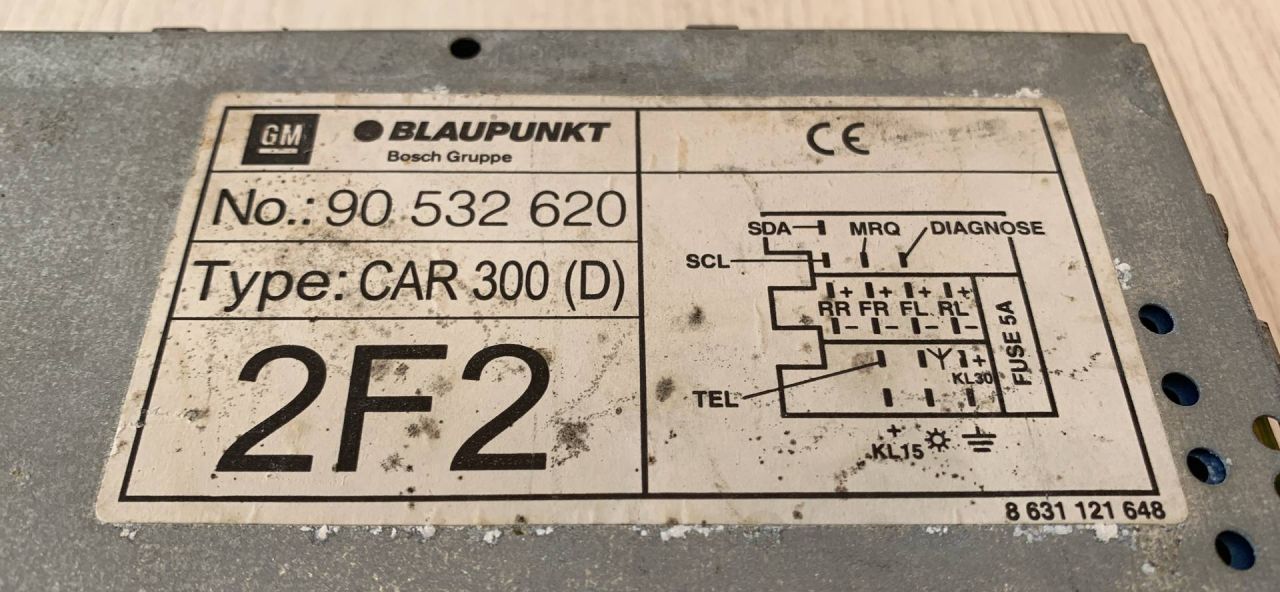 GM
BLAUPUNKT
Bosch Gruppe
CE
No.: 90 532 620
Type: CAR 300 (D)
2F2
SDA MRQ DIAGNOSE
SCL
+ + + +
RR FR FL RL
- - - -
FUSE 5A
+
KL30
TEL
+
KL15
8 631 121 648